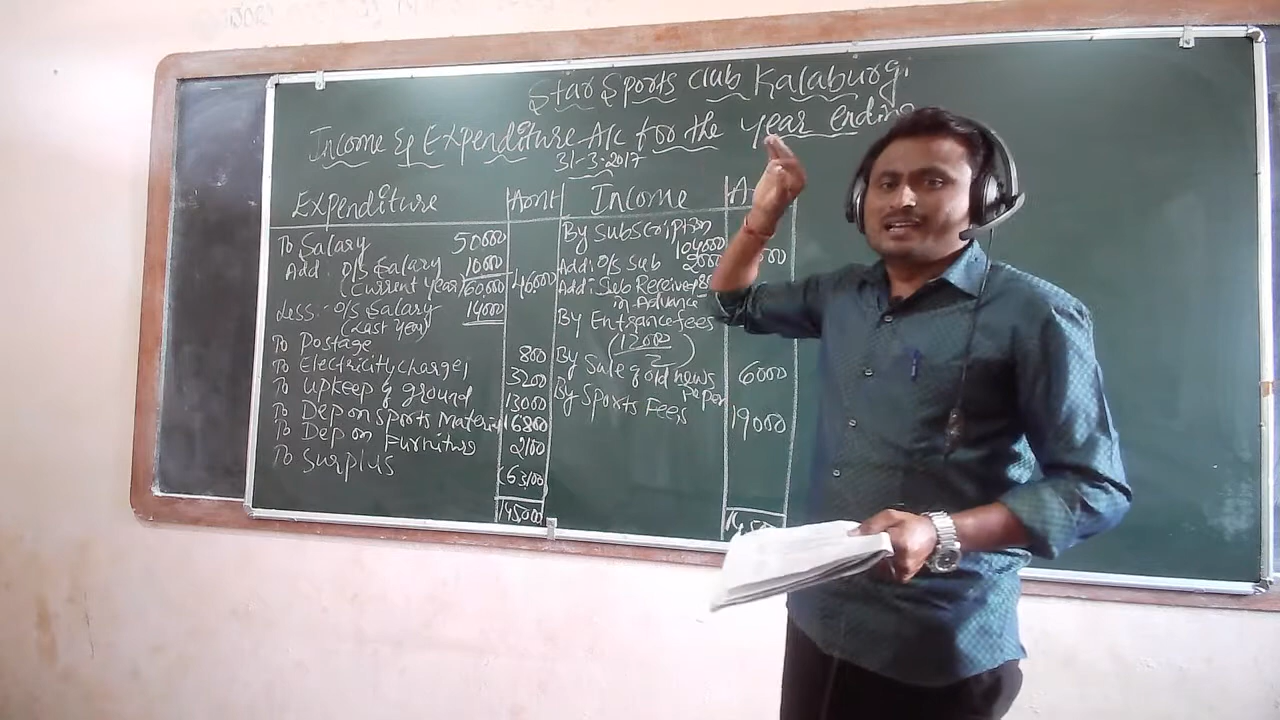 Star Sports club Kalaburgi
Income & Expenditure A/c for the year ending
31-3-2017
Expenditure Amt Income A
To Salary 50000
Add: O/s Salary 10000
(Current year) 60000 46000
Less:- O/s Salary 14000
(Last Year)
To Postage 800
To Electricity charges 3200
To Upkeep of ground 13000
To Dep on Sports Material 16800
To Dep on Furniture 2100
To Surplus 63100
145000
By Subscription
104000
Add: O/s Sub 2000
Add: Sub Received
in Advance
By Entrance fees
(12000/2) 6000
By Sale of old news
paper
By Sports Fees 19000